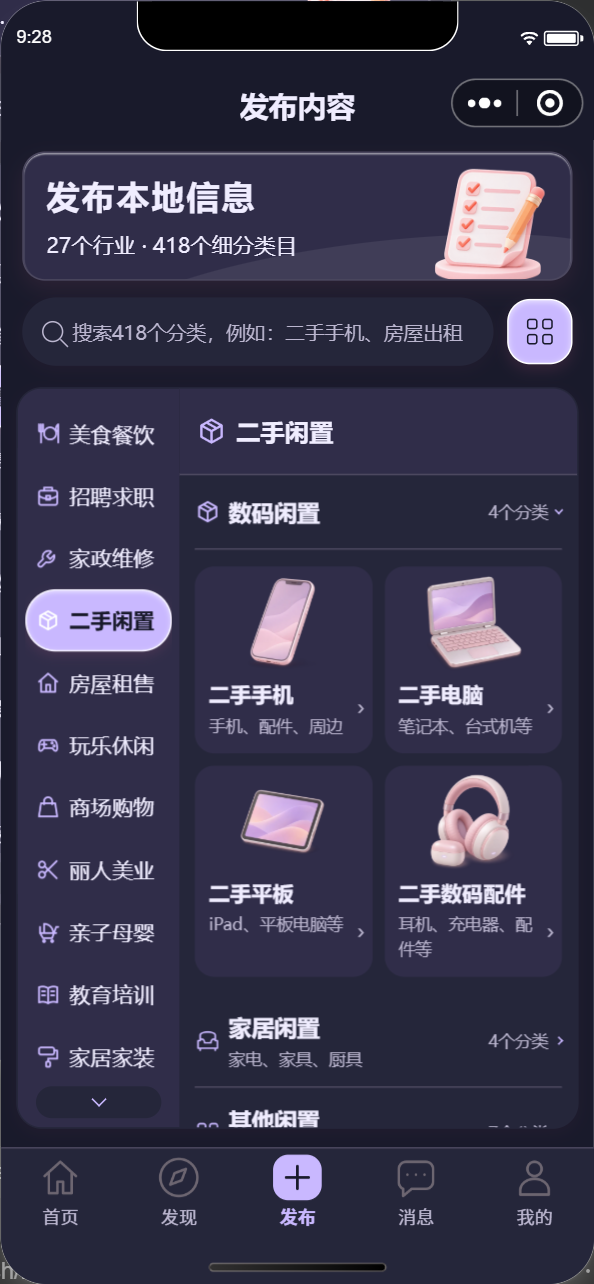 9:28
发布内容
发布本地信息
27个行业 · 418个细分类目
搜索418个分类，例如：二手手机、房屋出租
美食餐饮
招聘求职
家政维修
二手闲置
房屋租售
玩乐休闲
商场购物
丽人美业
亲子母婴
教育培训
家居家装
二手闲置
数码闲置
4个分类
二手手机
手机、配件、周边
二手电脑
笔记本、台式机等
二手平板
iPad、平板电脑等
二手数码配件
耳机、充电器、配
件等
家居闲置
4个分类
家电、家具、厨具
其他闲置
首页
发现
发布
消息
我的